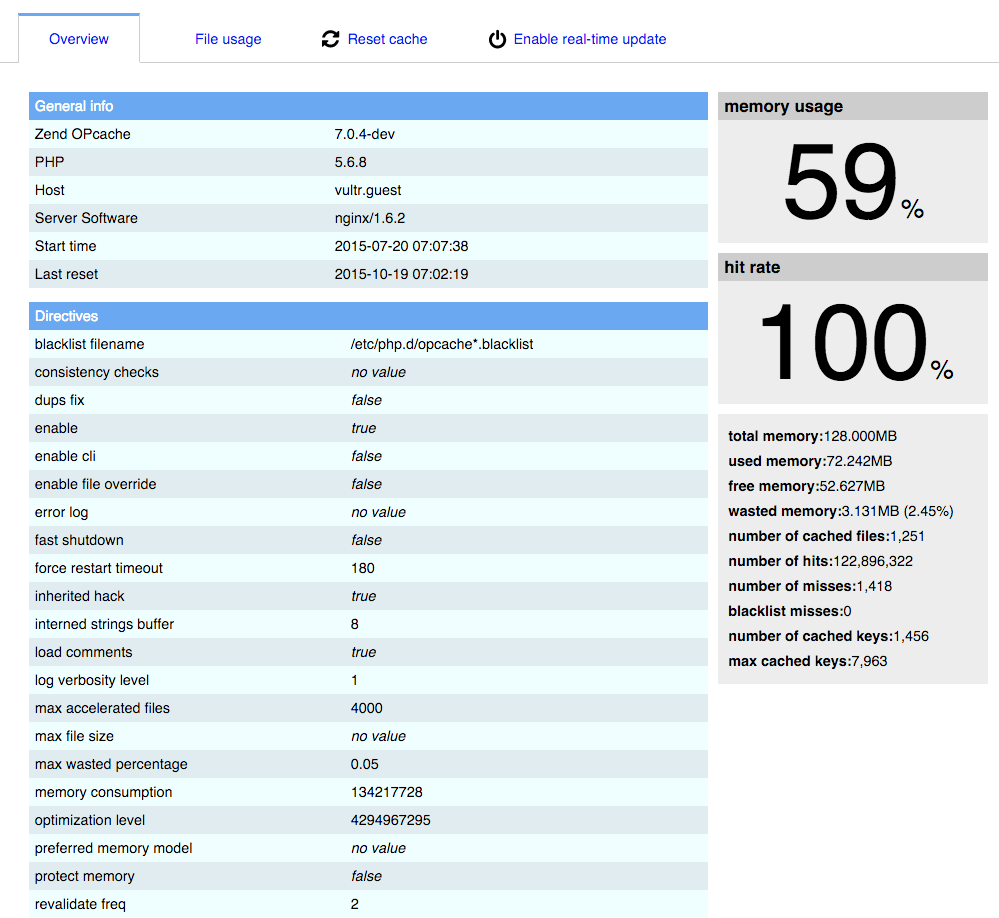 Overview File usage Reset cache Enable real-time update
General info
Zend OPcache 7.0.4-dev
PHP 5.6.8
Host vultr.guest
Server Software nginx/1.6.2
Start time 2015-07-20 07:07:38
Last reset 2015-10-19 07:02:19
Directives
blacklist filename /etc/php.d/opcache*.blacklist
consistency checks no value
dups fix false
enable true
enable cli false
enable file override false
error log no value
fast shutdown false
force restart timeout 180
inherited hack true
interned strings buffer 8
load comments true
log verbosity level 1
max accelerated files 4000
max file size no value
max wasted percentage 0.05
memory consumption 134217728
optimization level 4294967295
preferred memory model no value
protect memory false
revalidate freq 2
memory usage
59%
hit rate
100%
total memory:128.000MB
used memory:72.242MB
free memory:52.627MB
wasted memory:3.131MB (2.45%)
number of cached files:1,251
number of hits:122,896,322
number of misses:1,418
blacklist misses:0
number of cached keys:1,456
max cached keys:7,963